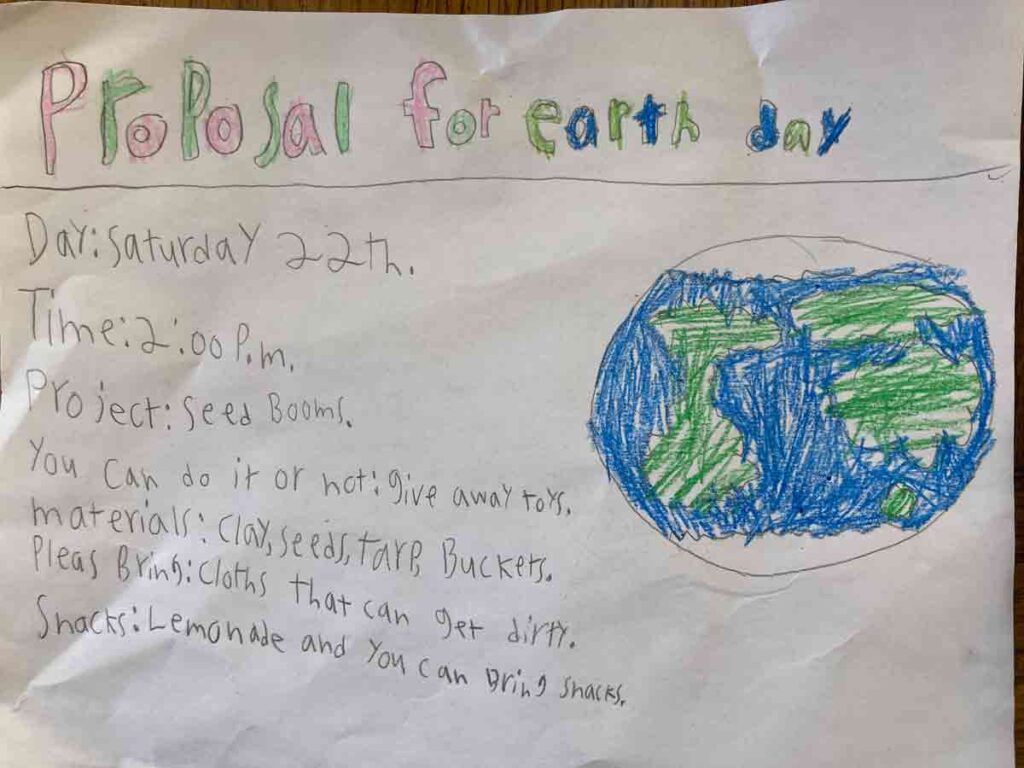 Proposal for earth day
Day: Saturday 22th.
Time: 2:00 P.m.
Project: Seed Booms.
You can do it or not: give away toys.
materials: Clay, seeds, tarp, Buckets.
Pleas Bring: Cloths that can get dirty.
Snacks: Lemonade and you can Bring snacks.